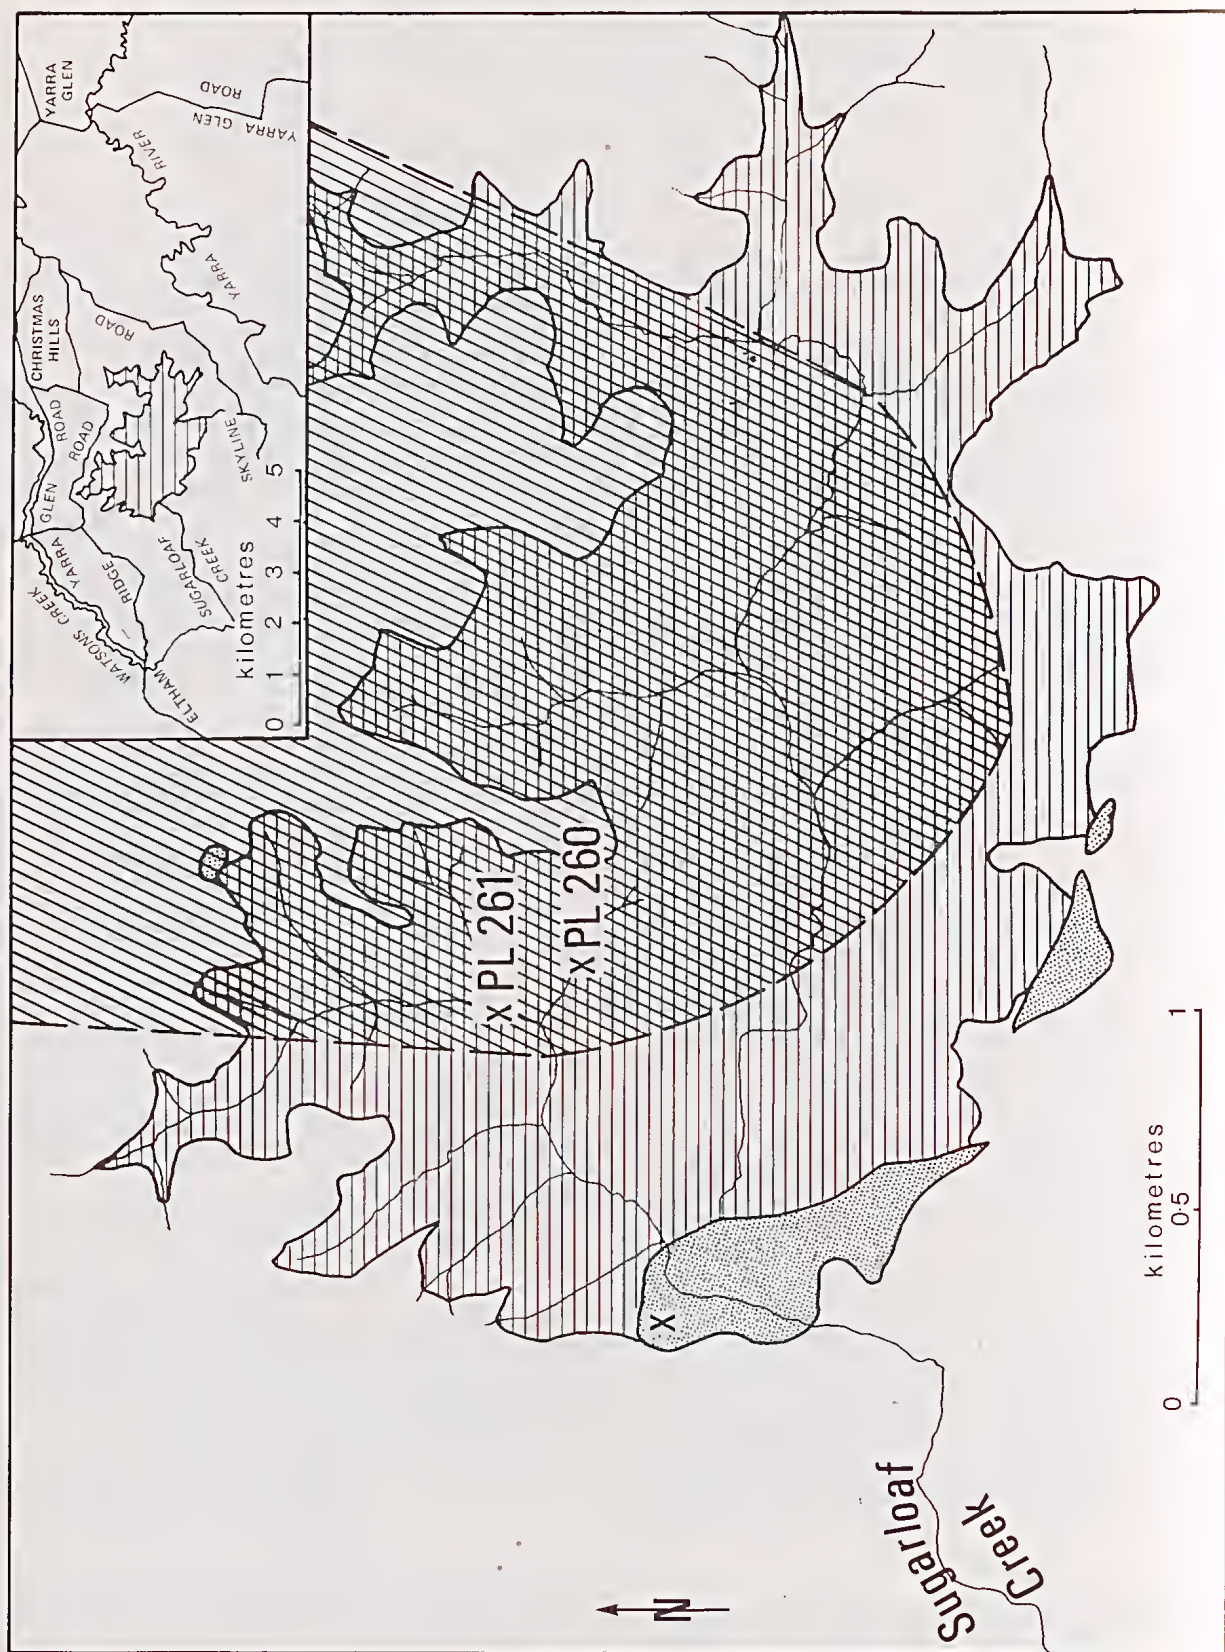 YARRA
GLEN
YARRA GLEN
ROAD
RIVER
YARRA
CHRISTMAS
HILLS
ROAD
SKYLINE
YARRA
GLEN
ROAD
RIDGE
ROAD
WATSONS CREEK
ELTHAM
SUGARLOAF
CREEK
kilometres
0 1 2 3 4 5
x PL 261
x PL 260
x
N
Sugarloaf
Creek
kilometres
0 0·5 1